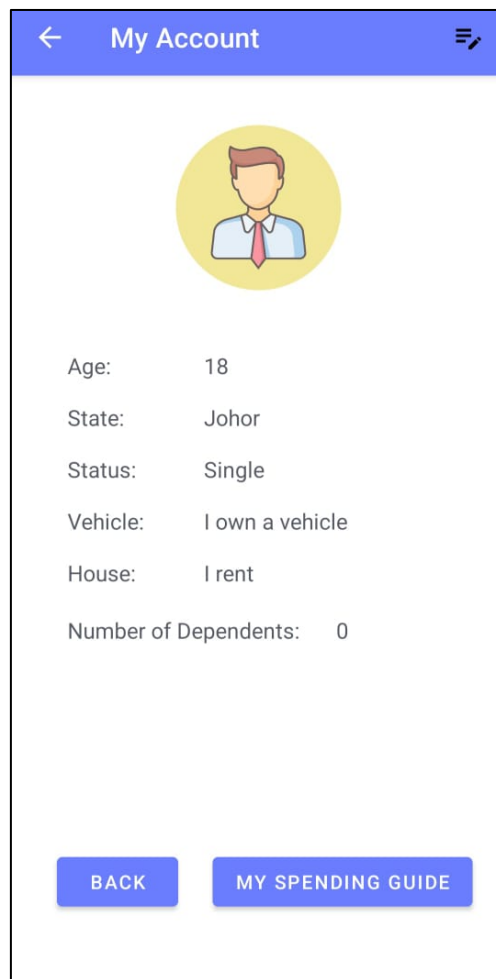 My Account
Age: 18
State: Johor
Status: Single
Vehicle: I own a vehicle
House: I rent
Number of Dependents: 0
BACK MY SPENDING GUIDE